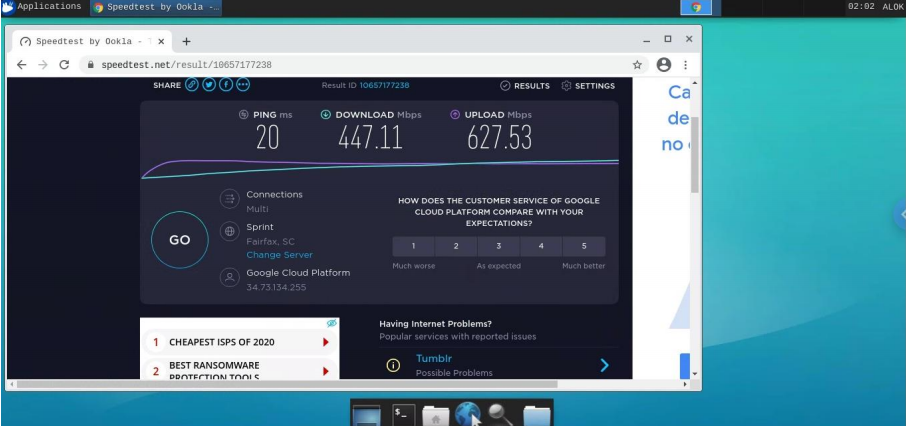 Applications
Speedtest by Ookla -…
02:02 ALOK
Speedtest by Ookla - T
speedtest.net/result/10657177238
SHARE
Result ID 10657177238
RESULTS
SETTINGS
PING ms
20
DOWNLOAD Mbps
447.11
UPLOAD Mbps
627.53
GO
Connections
Multi
Sprint
Fairfax, SC
Change Server
Google Cloud Platform
34.73.134.255
HOW DOES THE CUSTOMER SERVICE OF GOOGLE
CLOUD PLATFORM COMPARE WITH YOUR
EXPECTATIONS?
1 2 3 4 5
Much worse As expected Much better
Ca
de
no
1 CHEAPEST ISPS OF 2020
2 BEST RANSOMWARE
PROTECTION TOOLS
Having Internet Problems?
Popular services with reported issues
Tumblr
Possible Problems